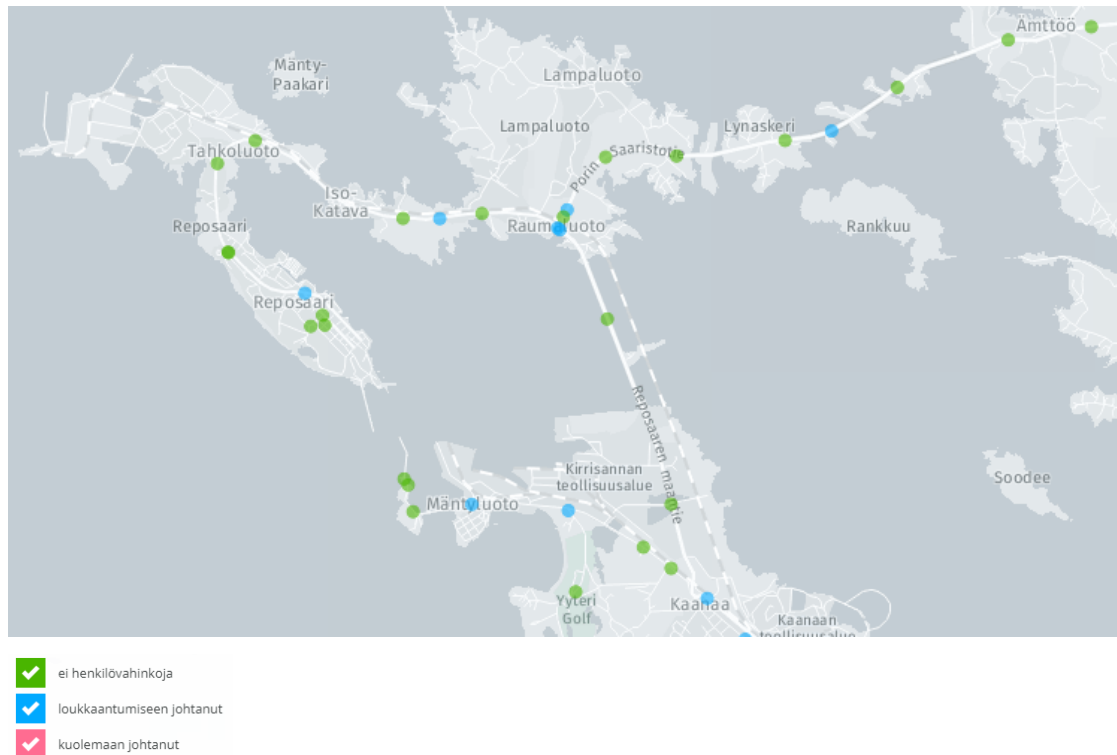 Ämttöö
Mänty-
Paakari
Lampaluoto
Lampaluoto
Lynaskeri
Tahkoluoto
Porin Saaristotie
Iso-
Katava
Reposaari
Raumaluoto
Rankkuu
Reposaari
Reposaaren maantie
Kirrisannan
teollisuusalue
Soodee
Mäntyluoto
Yyteri
Golf
Kaanaa
Kaanaan
teollisuusalue
ei henkilövahinkoja
loukkaantumiseen johtanut
kuolemaan johtanut